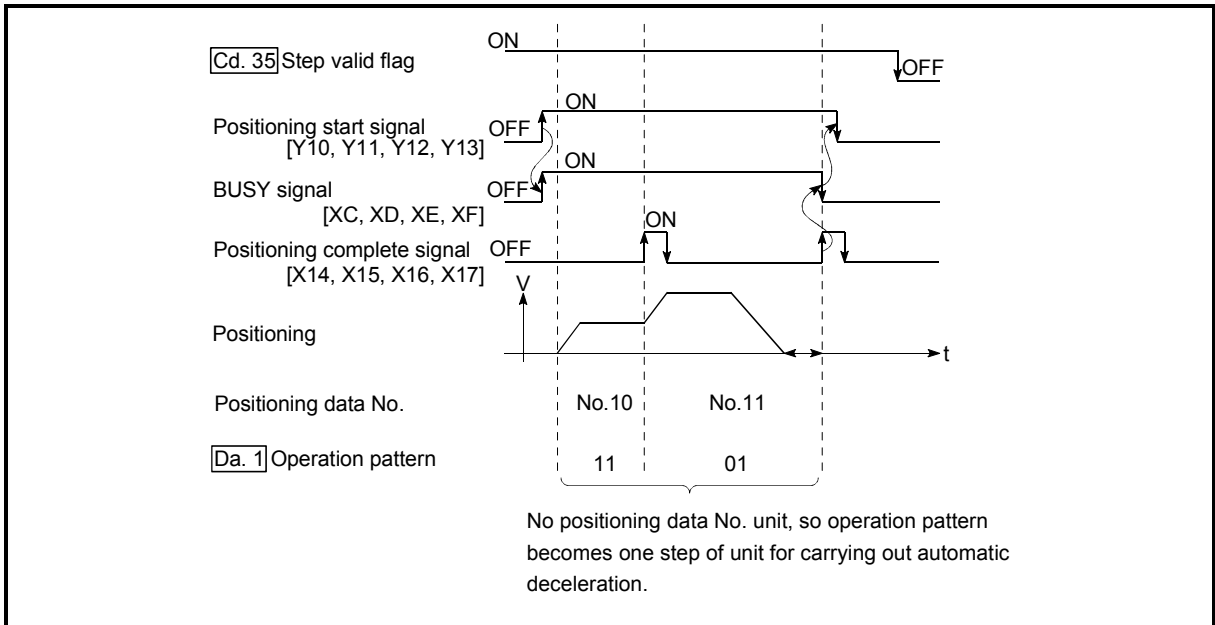 ON
Cd. 35 Step valid flag
OFF
ON
Positioning start signal
OFF
[Y10, Y11, Y12, Y13]
ON
BUSY signal
OFF
[XC, XD, XE, XF]
ON
Positioning complete signal
OFF
[X14, X15, X16, X17]
V
Positioning
t
Positioning data No. No.10 No.11
Da. 1 Operation pattern 11 01
No positioning data No. unit, so operation pattern
becomes one step of unit for carrying out automatic
deceleration.